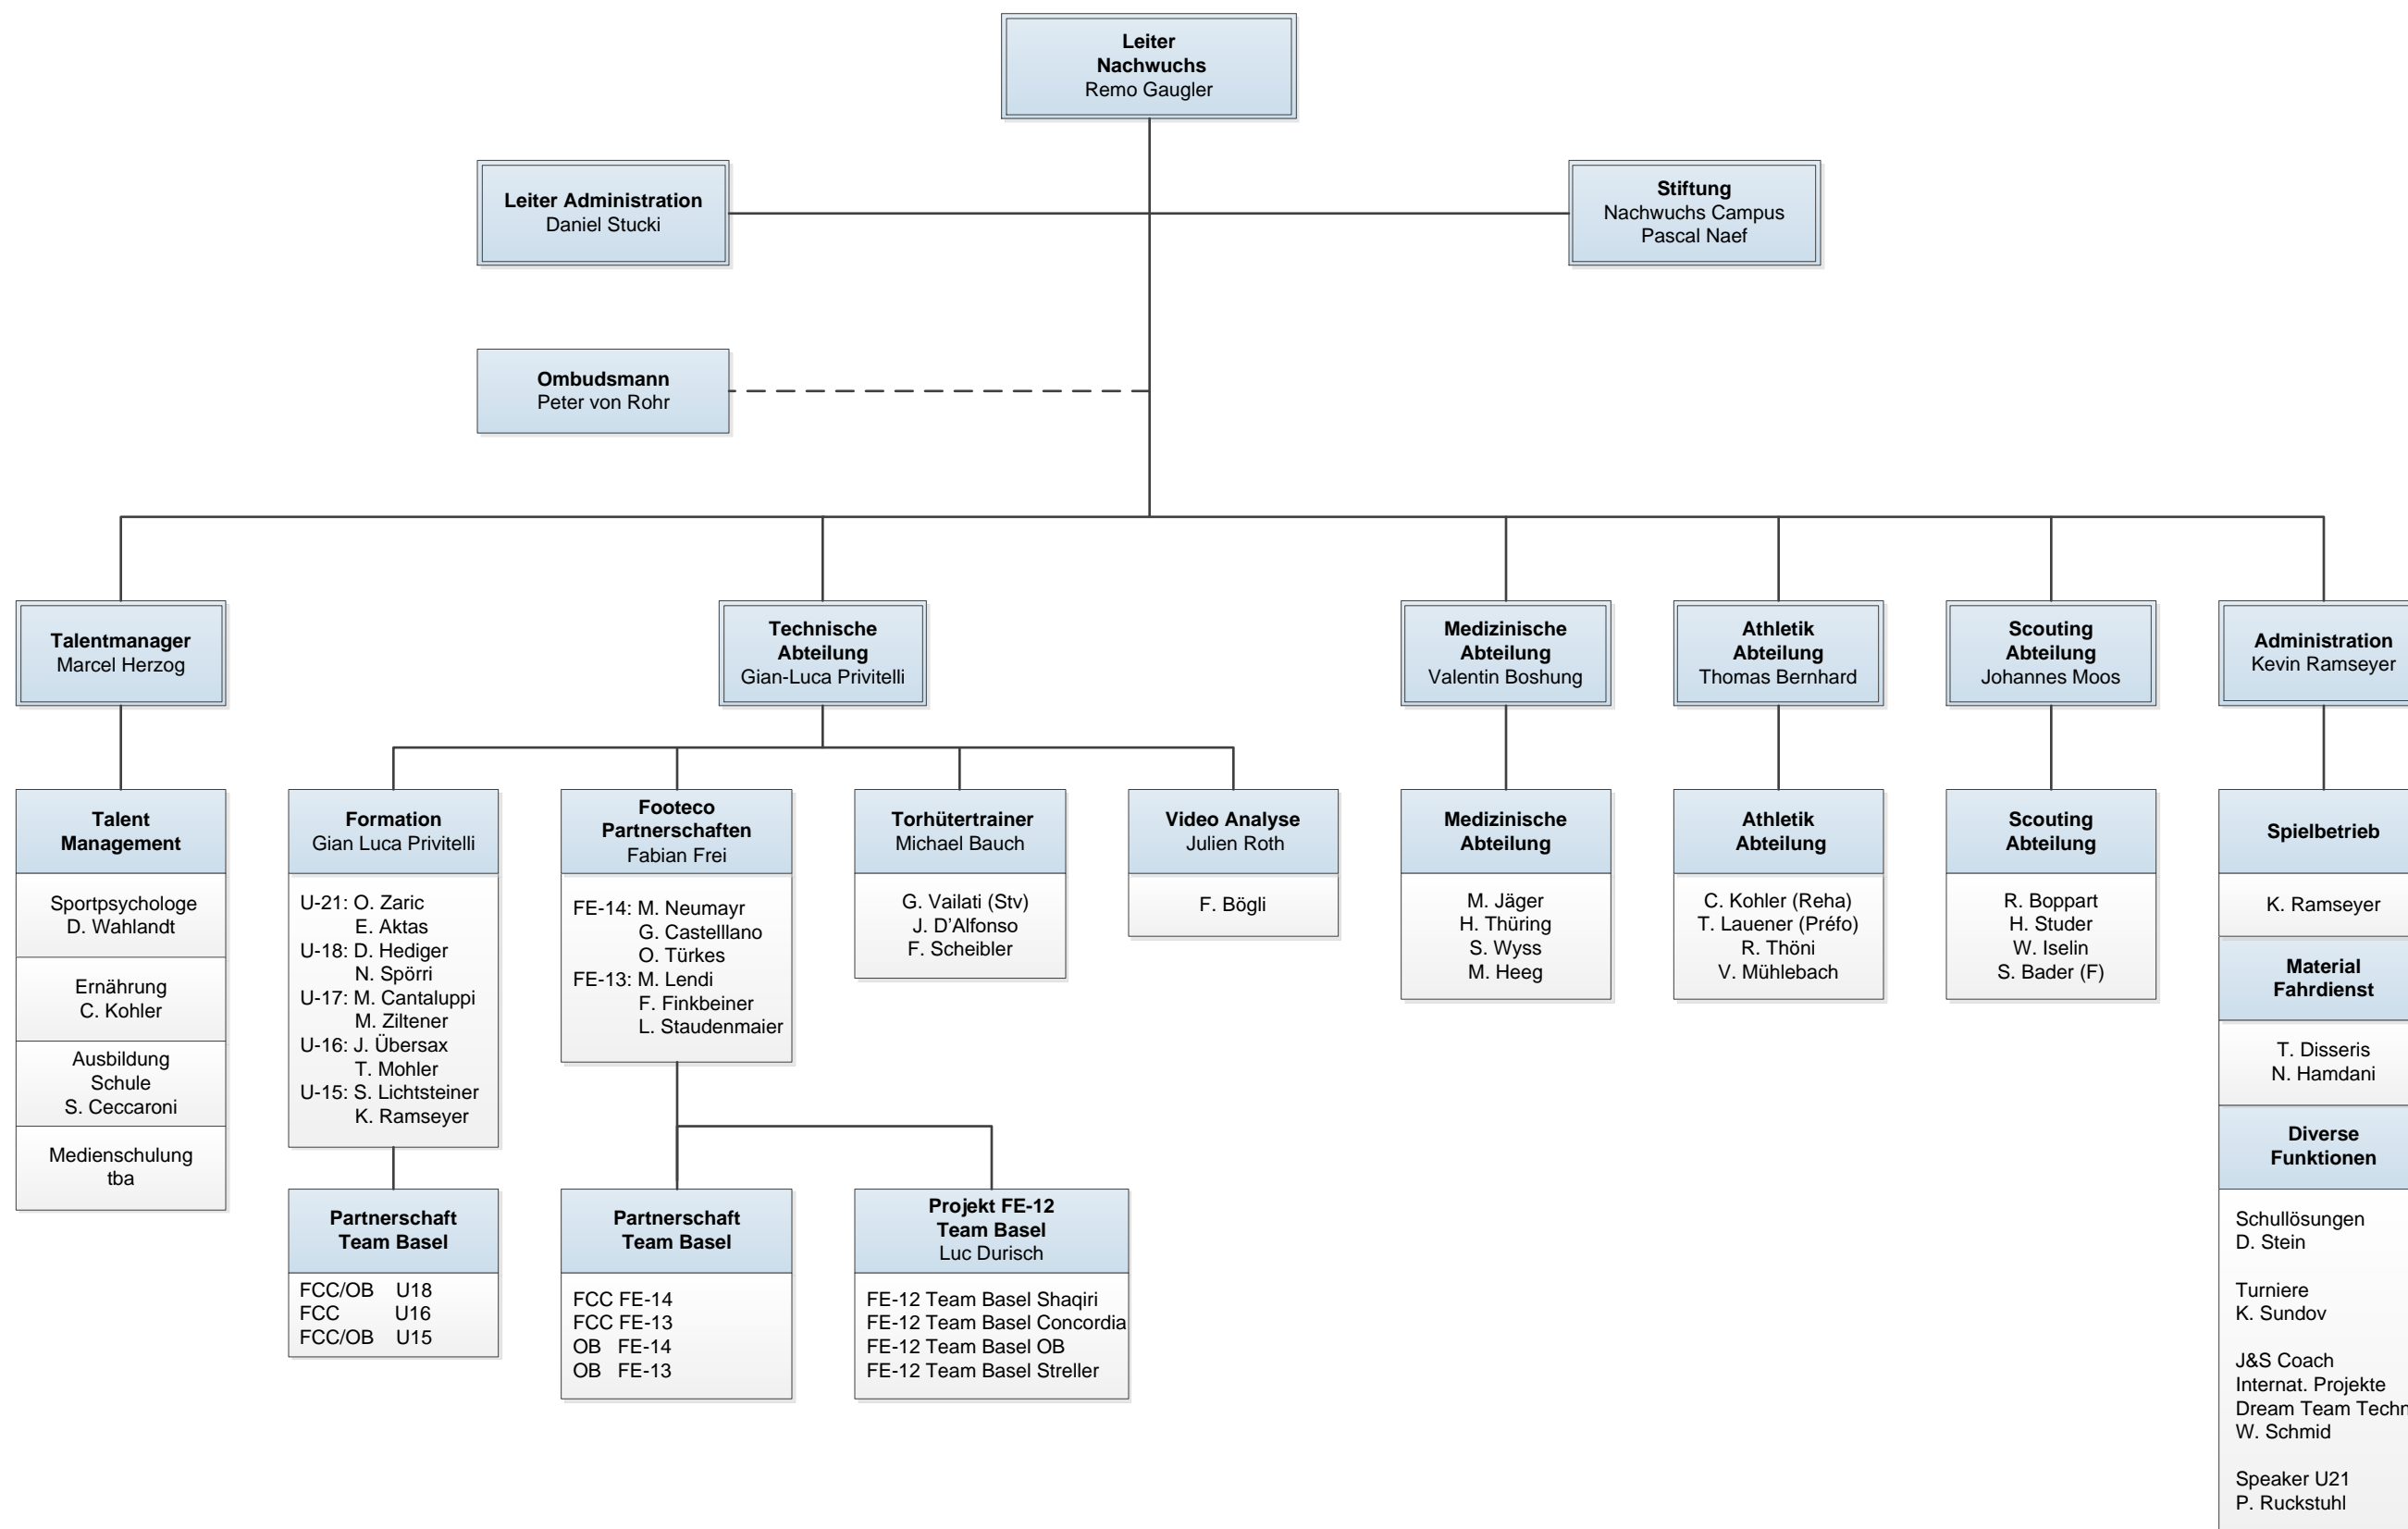 Leiter
Nachwuchs
Remo Gaugler
Leiter Administration
Daniel Stucki
Stiftung
Nachwuchs Campus
Pascal Naef
Ombudsmann
Peter von Rohr
Talentmanager
Marcel Herzog
Technische
Abteilung
Gian-Luca Privitelli
Medizinische
Abteilung
Valentin Boshung
Athletik
Abteilung
Thomas Bernhard
Scouting
Abteilung
Johannes Moos
Administration
Kevin Ramseyer
Talent
Management
Sportpsychologe
D. Wahlandt
Ernährung
C. Kohler
Ausbildung
Schule
S. Ceccaroni
Medienschulung
tba
Formation
Gian Luca Privitelli
U-21: O. Zaric
E. Aktas
U-18: D. Hediger
N. Spörri
U-17: M. Cantaluppi
M. Ziltener
U-16: J. Übersax
T. Mohler
U-15: S. Lichtsteiner
K. Ramseyer
Partnerschaft
Team Basel
FCC/OB U18
FCC U16
FCC/OB U15
Footeco
Partnerschaften
Fabian Frei
FE-14: M. Neumayr
G. Castelllano
O. Türkes
FE-13: M. Lendi
F. Finkbeiner
L. Staudenmaier
Partnerschaft
Team Basel
FCC FE-14
FCC FE-13
OB FE-14
OB FE-13
Torhütertrainer
Michael Bauch
G. Vailati (Stv)
J. D'Alfonso
F. Scheibler
Projekt FE-12
Team Basel
Luc Durisch
FE-12 Team Basel Shaqiri
FE-12 Team Basel Concordia
FE-12 Team Basel OB
FE-12 Team Basel Streller
Video Analyse
Julien Roth
F. Bögli
Medizinische
Abteilung
M. Jäger
H. Thüring
S. Wyss
M. Heeg
Athletik
Abteilung
C. Kohler (Reha)
T. Lauener (Préfo)
R. Thöni
V. Mühlebach
Scouting
Abteilung
R. Boppart
H. Studer
W. Iselin
S. Bader (F)
Spielbetrieb
K. Ramseyer
Material
Fahrdienst
T. Disseris
N. Hamdani
Diverse
Funktionen
Schullösungen
D. Stein
Turniere
K. Sundov
J&S Coach
Internat. Projekte
Dream Team
W. Schmid
Speaker U21
P. Ruckstuhl